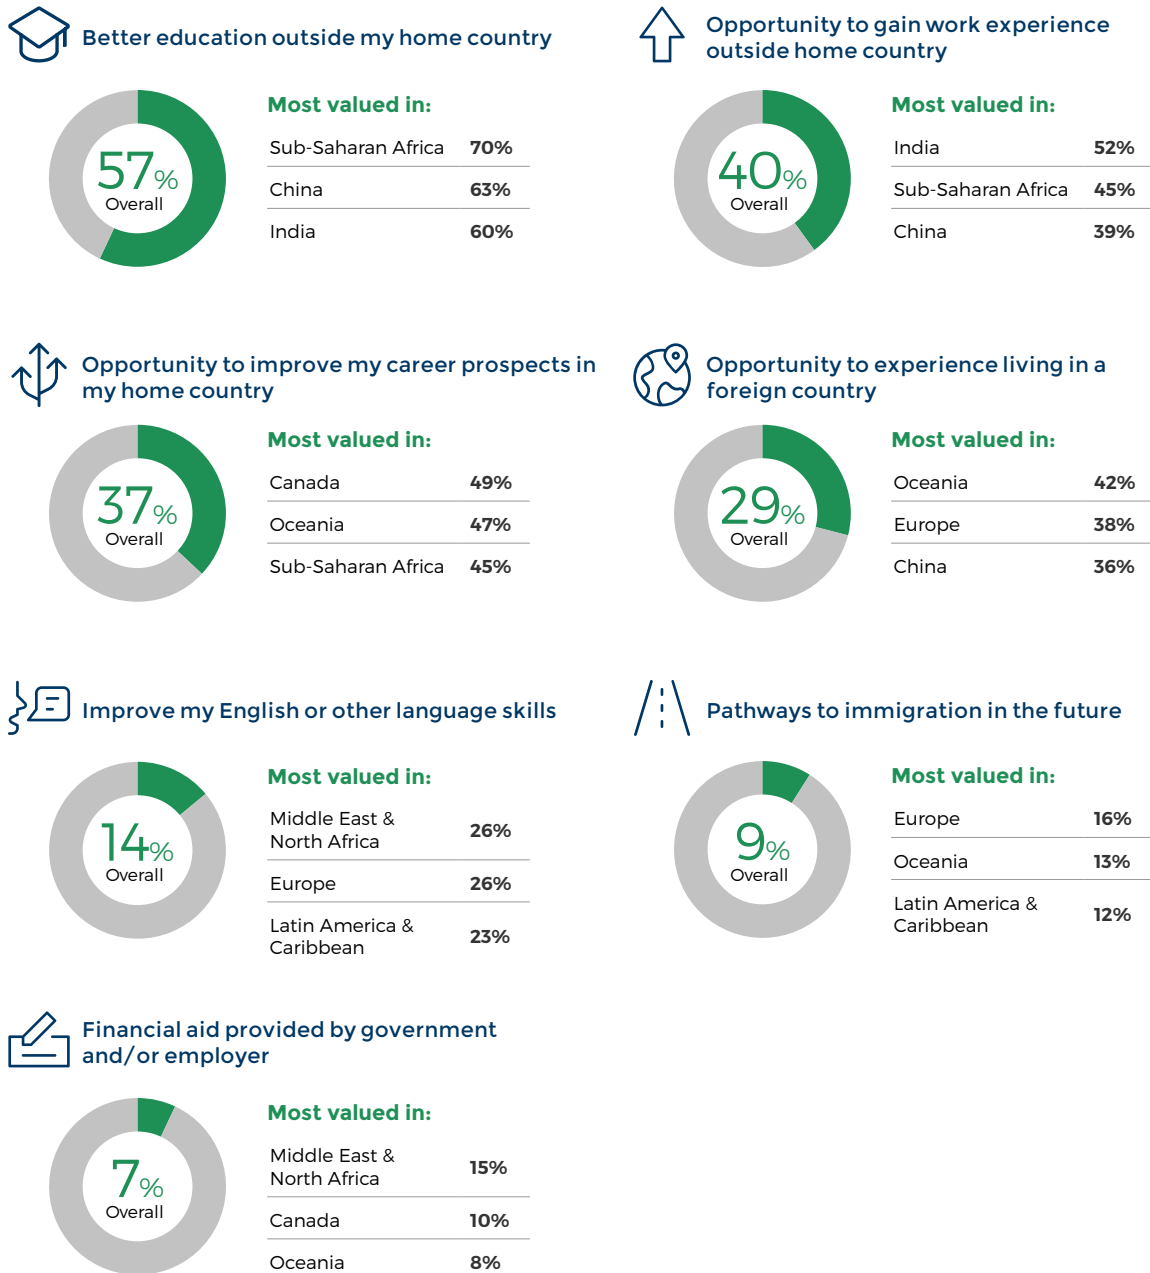 Better education outside my home country
57%
Overall
Most valued in:
Sub-Saharan Africa 70%
China 63%
India 60%
Opportunity to gain work experience
outside home country
40%
Overall
Most valued in:
India 52%
Sub-Saharan Africa 45%
China 39%
Opportunity to improve my career prospects in
my home country
37%
Overall
Most valued in:
Canada 49%
Oceania 47%
Sub-Saharan Africa 45%
Opportunity to experience living in a
foreign country
29%
Overall
Most valued in:
Oceania 42%
Europe 38%
China 36%
Improve my English or other language skills
14%
Overall
Most valued in:
Middle East &
North Africa 26%
Europe 26%
Latin America &
Caribbean 23%
Pathways to immigration in the future
9%
Overall
Most valued in:
Europe 16%
Oceania 13%
Latin America &
Caribbean 12%
Financial aid provided by government
and/or employer
7%
Overall
Most valued in:
Middle East &
North Africa 15%
Canada 10%
Oceania 8%